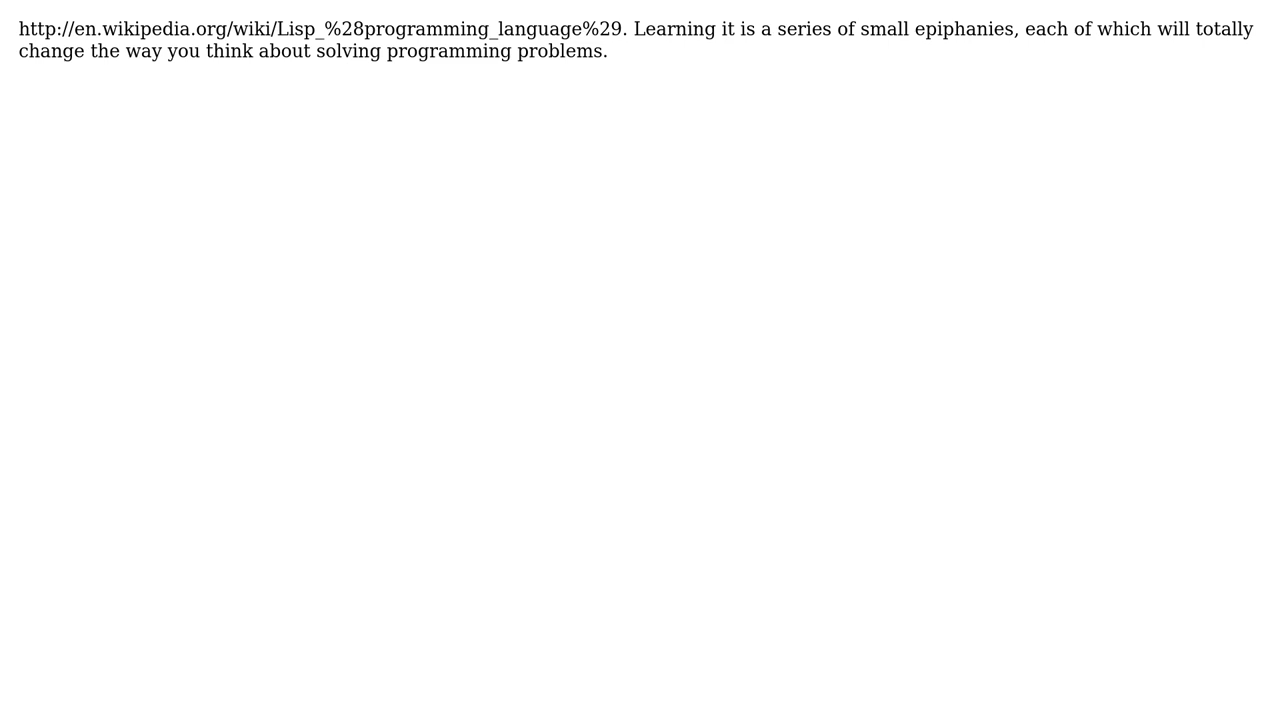 http://en.wikipedia.org/wiki/Lisp_%28programming_language%29. Learning it is a series of small epiphanies, each of which will totally
change the way you think about solving programming problems.